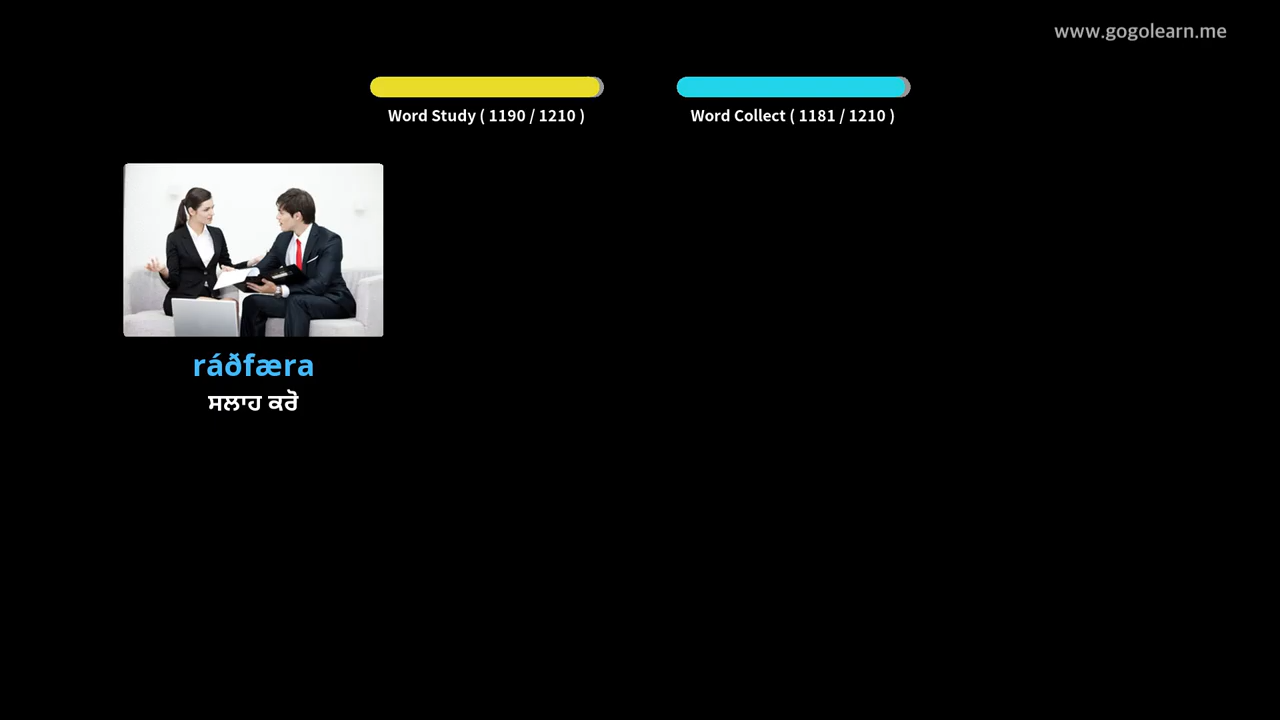 www.gogolearn.me
Word Study ( 1190 / 1210 )
Word Collect ( 1181 / 1210 )
ráðfæra
ਸਲਾਹ ਕਰੋ